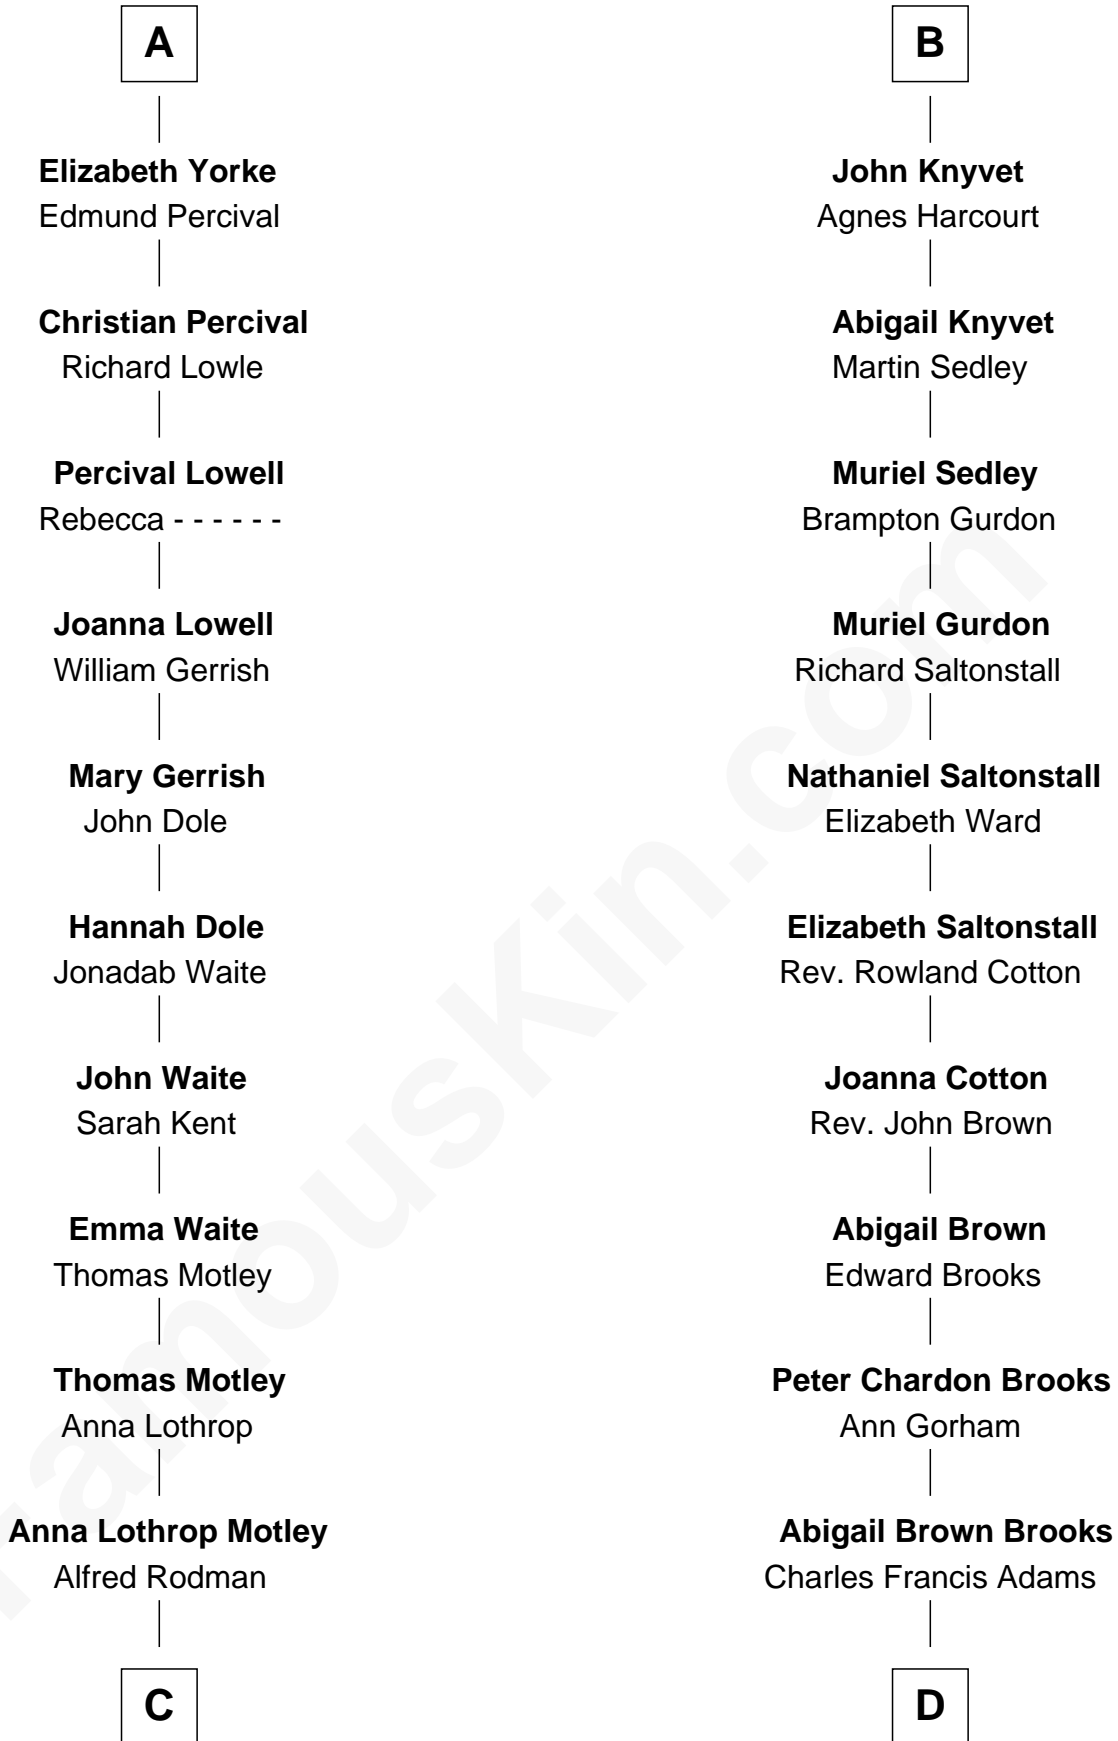 A
Elizabeth Yorke
Edmund Percival
Christian Percival
Richard Lowle
Percival Lowell
Rebecca - - - - - -
Joanna Lowell
William Gerrish
Mary Gerrish
John Dole
Hannah Dole
Jonadab Waite
John Waite
Sarah Kent
Emma Waite
Thomas Motley
Thomas Motley
Anna Lothrop
Anna Lothrop Motley
Alfred Rodman
C
B
John Knyvet
Agnes Harcourt
Abigail Knyvet
Martin Sedley
Muriel Sedley
Brampton Gurdon
Muriel Gurdon
Richard Saltonstall
Nathaniel Saltonstall
Elizabeth Ward
Elizabeth Saltonstall
Rev. Rowland Cotton
Joanna Cotton
Rev. John Brown
Abigail Brown
Edward Brooks
Peter Chardon Brooks
Ann Gorham
Abigail Brown Brooks
Charles Francis Adams
D
FamousKin.com